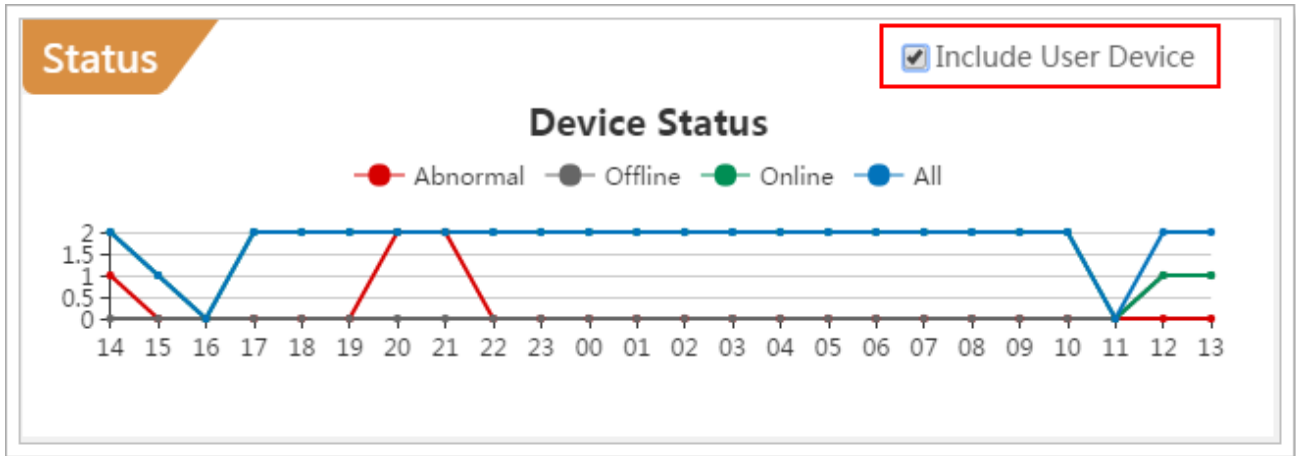 Status
Include User Device
Device Status
Abnormal Offline Online All
2
1.5
1
0.5
0
14 15 16 17 18 19 20 21 22 23 00 01 02 03 04 05 06 07 08 09 10 11 12 13